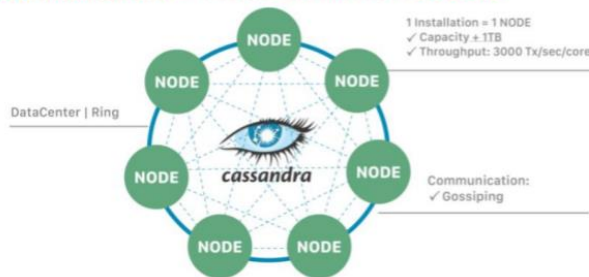 NODE
1 Installation = 1 NODE
✓ Capacity ± 1TB
✓ Throughput: 3000 Tx/sec/core
NODE
NODE
DataCenter | Ring
cassandra
NODE
NODE
Communication:
✓ Gossiping
NODE
NODE